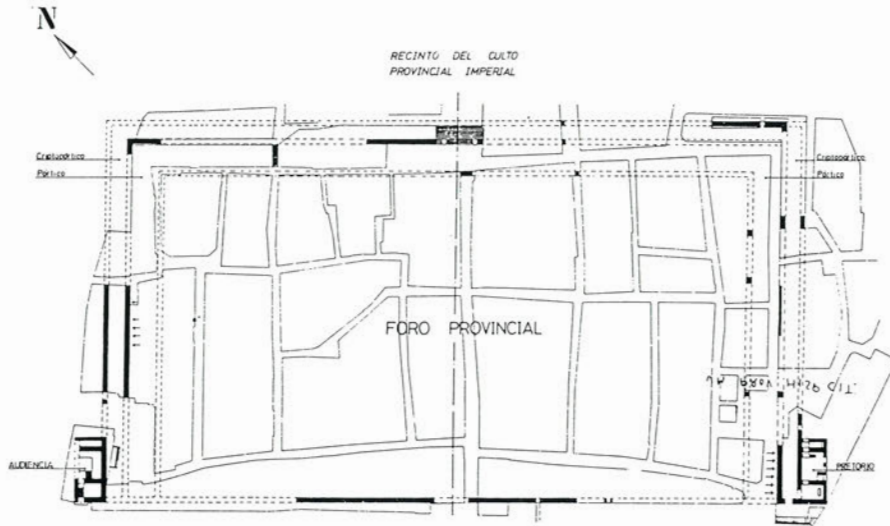 N
RECINTO DEL CULTO
PROVINCIAL IMPERIAL
Criptopórtico
Pórtico
Criptopórtico
Pórtico
FORO PROVINCIAL
AUDIENCIA
PRETORIO